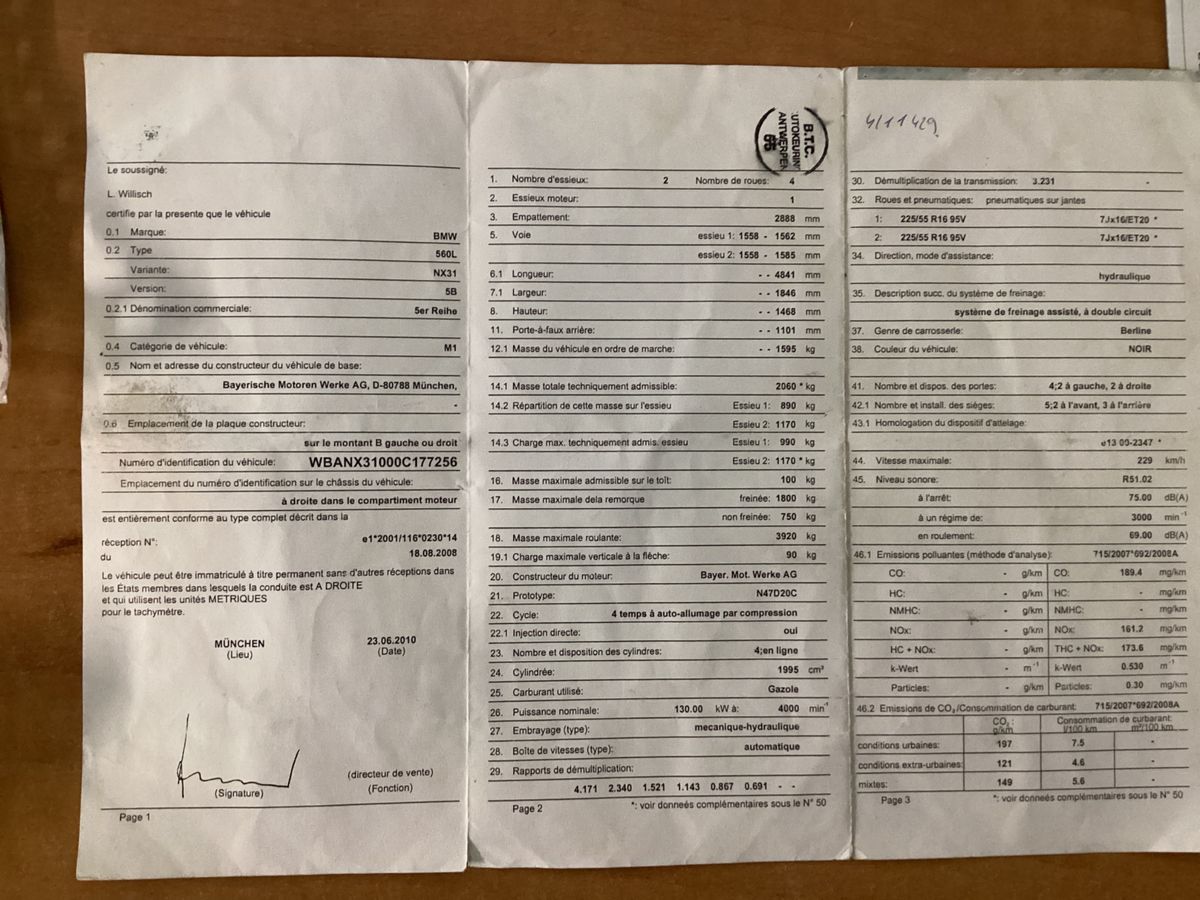 Le soussigné:
L. Willisch
certifie par la presente que le véhicule
0.1 Marque: BMW
0.2 Type 560L
Variante: NX31
Version: 5B
0.2.1 Dénomination commerciale: 5er Reihe
0.4 Catégorie de véhicule: M1
0.5 Nom et adresse du constructeur du véhicule de base:
Bayerische Motoren Werke AG, D-80788 München,
-
0.6 Emplacement de la plaque constructeur:
sur le montant B gauche ou droit
Numéro d'identification du véhicule: WBANX31000C177256
Emplacement du numéro d'identification sur le châssis du véhicule:
à droite dans le compartiment moteur
est entièrement conforme au type complet décrit dans la
réception N°: e1*2001/116*0230*14
du 18.08.2008
Le véhicule peut être immatriculé à titre permanent sans d'autres réceptions dans
les États membres dans lesquels la conduite est A DROITE
et qui utilisent les unités METRIQUES
pour le tachymètre.
MÜNCHEN 23.06.2010
(Lieu) (Date)
(directeur de vente)
(Signature) (Fonction)
Page 1
B.T.C.
UTOKEURIN
ANTWERPEN
1. Nombre d'essieux: 2 Nombre de roues: 4
2. Essieux moteur: 1
3. Empattement: 2888 mm
5. Voie essieu 1: 1558 - 1562 mm
essieu 2: 1558 - 1585 mm
6.1 Longueur: - - 4841 mm
7.1 Largeur: - - 1846 mm
8. Hauteur: - - 1468 mm
11. Porte-à-faux arrière: - - 1101 mm
12.1 Masse du véhicule en ordre de marche: - - 1595 kg
14.1 Masse totale techniquement admissible: 2060 * kg
14.2 Répartition de cette masse sur l'essieu Essieu 1: 890 kg
Essieu 2: 1170 kg
14.3 Charge max. techniquement admis. essieu Essieu 1: 990 kg
Essieu 2: 1170 * kg
16. Masse maximale admissible sur le toît: 100 kg
17. Masse maximale dela remorque freinée: 1800 kg
non freinée: 750 kg
18. Masse maximale roulante: 3920 kg
19.1 Charge maximale verticale à la flèche: 90 kg
20. Constructeur du moteur: Bayer. Mot. Werke AG
21. Prototype: N47D20C
22. Cycle: 4 temps à auto-allumage par compression
22.1 Injection directe: oui
23. Nombre et disposition des cylindres: 4;en ligne
24. Cylindrée: 1995 cm³
25. Carburant utilisé: Gazole
26. Puissance nominale: 130.00 kW à: 4000 min⁻¹
27. Embrayage (type): mecanique-hydraulique
28. Boîte de vitesses (type): automatique
29. Rapports de démultiplication:
4.171 2.340 1.521 1.143 0.867 0.691 - -
Page 2 *: voir donneés complémentaires sous le N° 50
4/11429
30. Démultiplication de la transmission: 3.231 -
32. Roues et pneumatiques: pneumatiques sur jantes
1: 225/55 R16 95V 7Jx16/ET20 *
2: 225/55 R16 95V 7Jx16/ET20 *
34. Direction, mode d'assistance:
hydraulique
35. Description succ. du système de freinage:
système de freinage assisté, à double circuit
37. Genre de carrosserie: Berline
38. Couleur du véhicule: NOIR
41. Nombre et dispos. des portes: 4;2 à gauche, 2 à droite
42.1 Nombre et install. des sièges: 5;2 à l'avant, 3 à l'arrière
43.1 Homologation du dispositif d'attelage:
e13 00-2347 *
44. Vitesse maximale: 229 km/h
45. Niveau sonore: R51.02
à l'arrêt: 75.00 dB(A)
à un régime de: 3000 min⁻¹
en roulement: 69.00 dB(A)
46.1 Emissions polluantes (méthode d'analyse): 715/2007*692/2008A
CO: - g/km CO: 189.4 mg/km
HC: - g/km HC: - mg/km
NMHC: - g/km NMHC: - mg/km
NOx: - g/km NOx: 161.2 mg/km
HC + NOx: - g/km THC + NOx: 173.6 mg/km
k-Wert - m⁻¹ k-Wert 0.530 m⁻¹
Particles: - g/km Particles: 0.30 mg/km
46.2 Emissions de CO₂/Consommation de carburant: 715/2007*692/2008A
CO₂: Consommation de curbarant:
g/km l/100 km m³/100 km
conditions urbaines: 197 7.5 -
conditions extra-urbaines: 121 4.6 -
mixtes: 149 5.6 -
Page 3 *: voir donneés complémentaires sous le N° 50